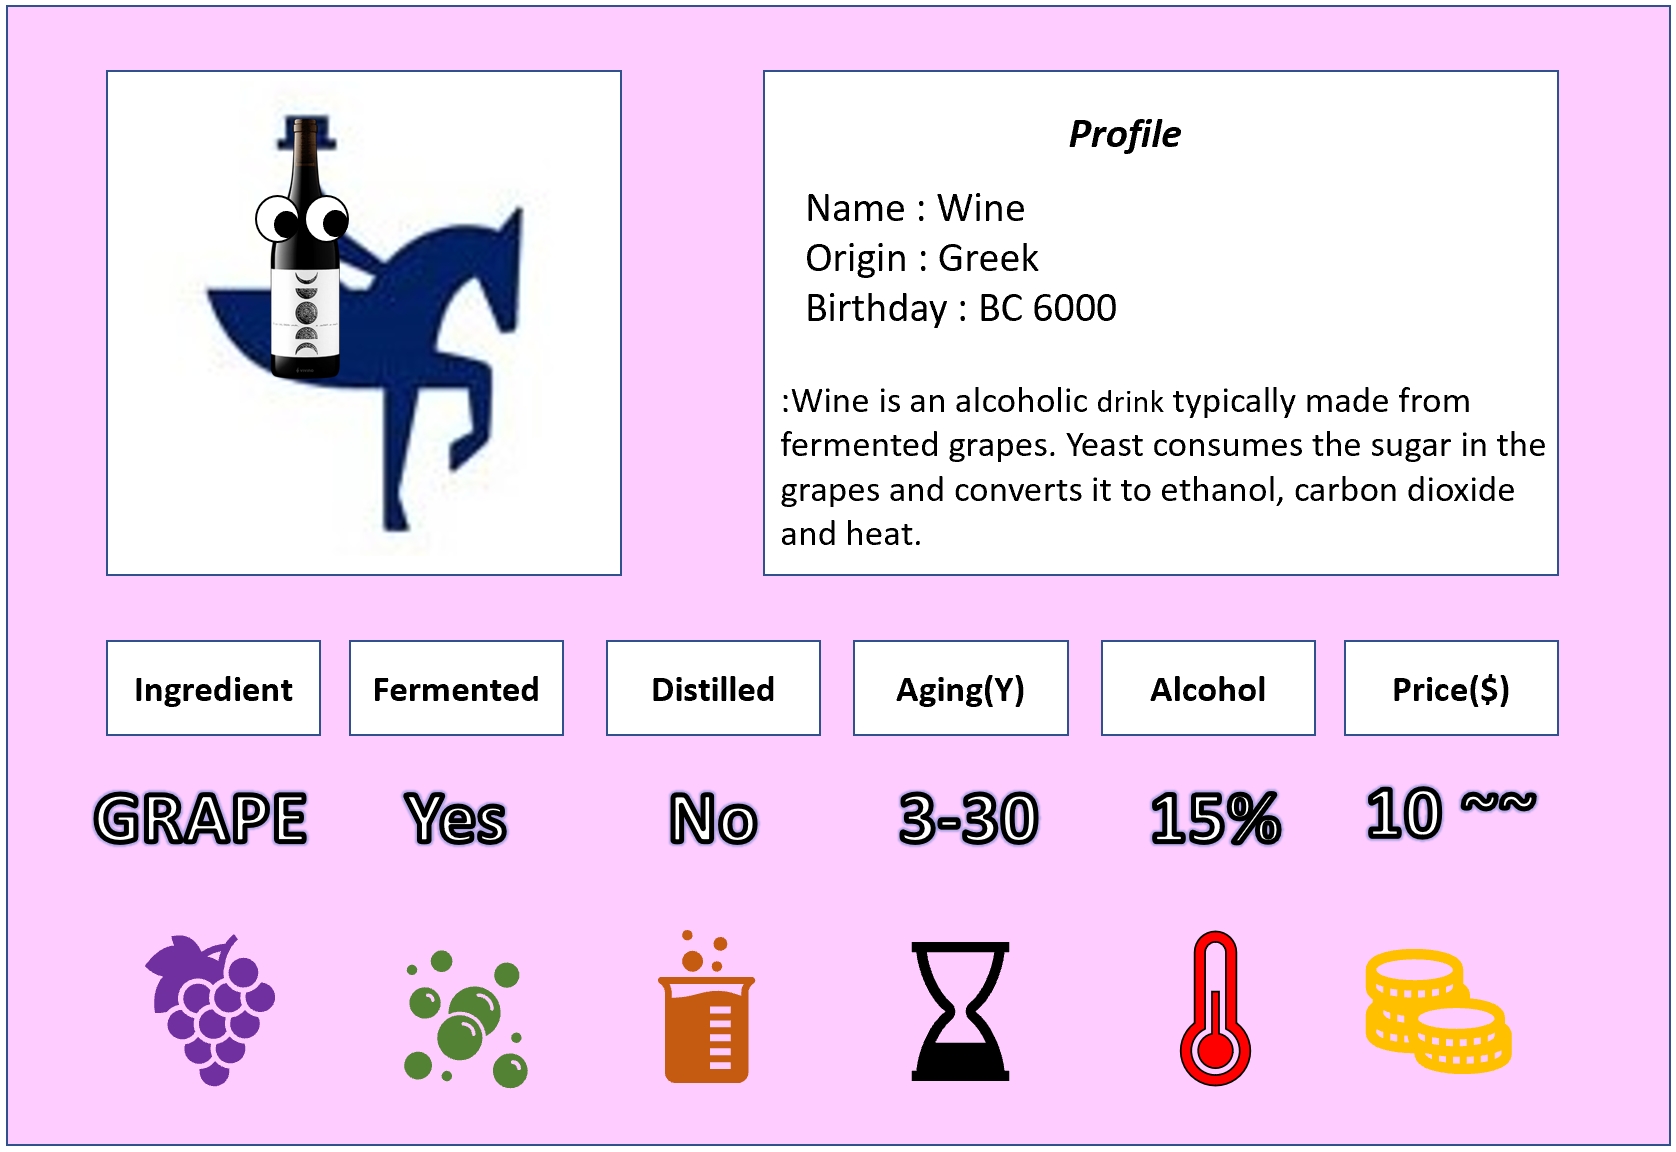 Profile
Name : Wine
Origin : Greek
Birthday : BC 6000
:Wine is an alcoholic drink typically made from
fermented grapes. Yeast consumes the sugar in the
grapes and converts it to ethanol, carbon dioxide
and heat.
Ingredient Fermented Distilled Aging(Y) Alcohol Price($)
GRAPE Yes No 3-30 15% 10 ~~